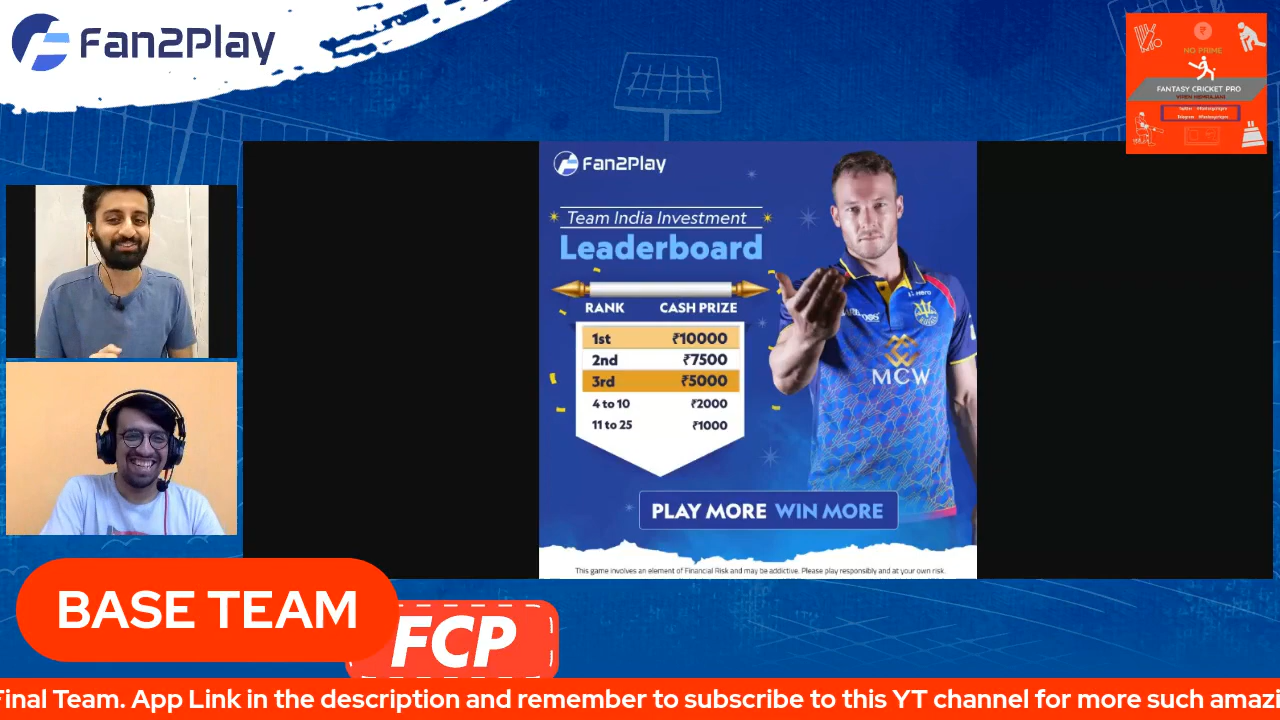 Fan2Play
NO PRIME
FANTASY CRICKET PRO
Fan2Play
Team India Investment
Leaderboard
RANK CASH PRIZE
1st ₹10000
2nd ₹7500
3rd ₹5000
4 to 10 ₹2000
11 to 25 ₹1000
Hero
MCW
PLAY MORE WIN MORE
This game involves an element of Financial Risk and may be addictive. Please play responsibly and at your own risk.
BASE TEAM
FCP
Final Team. App Link in the description and remember to subscribe to this YT channel for more such amazi